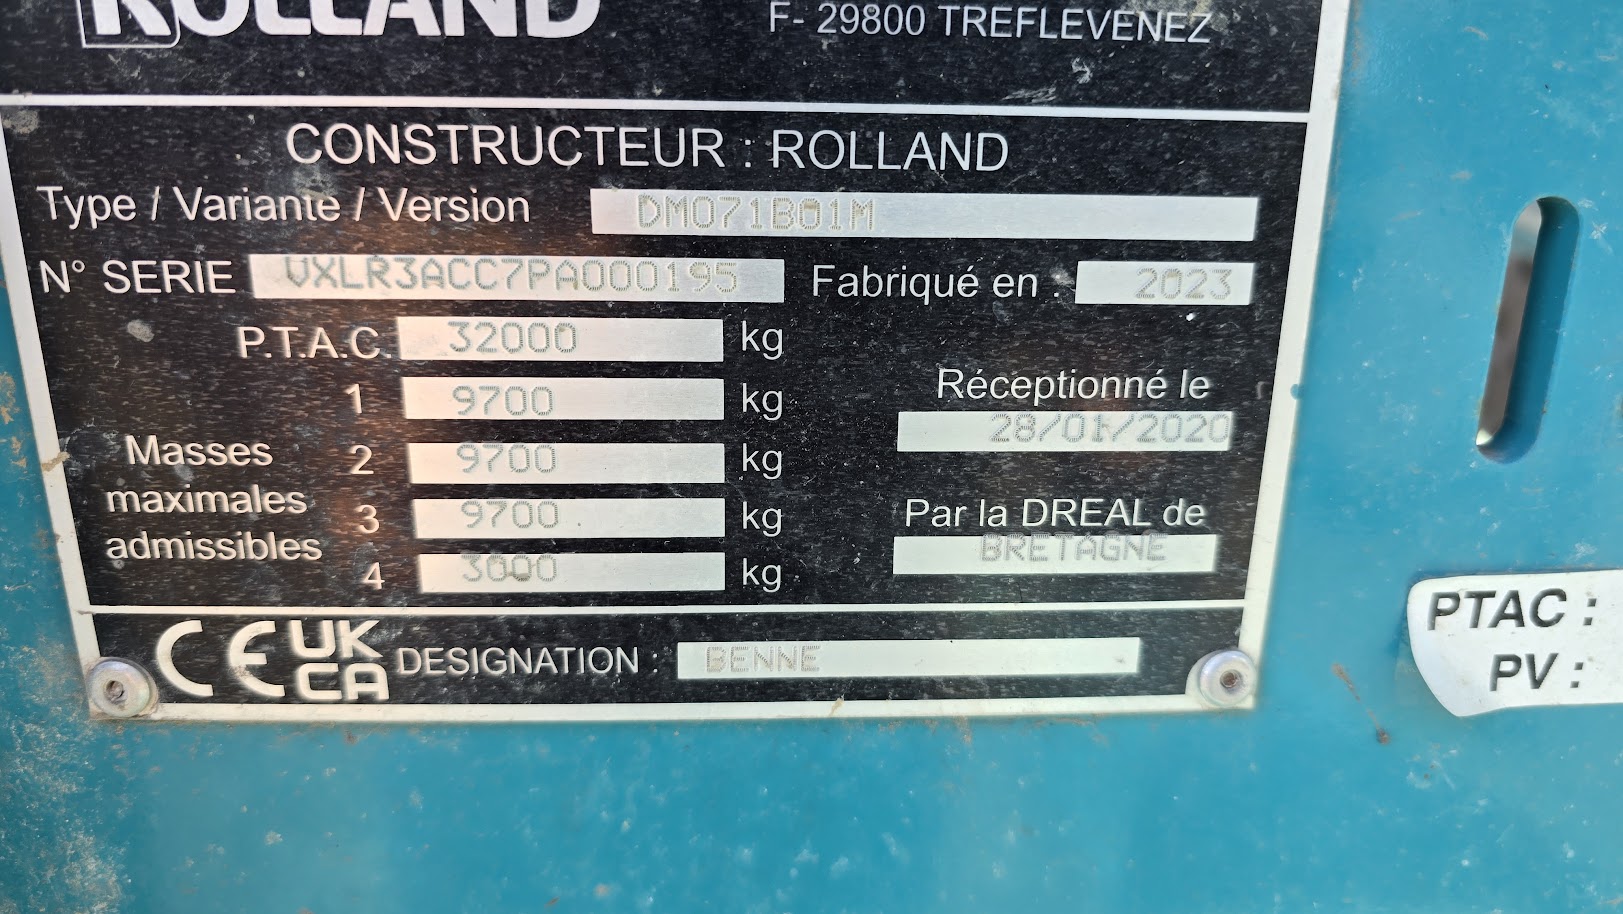 ROLLAND
F- 29800 TREFLEVENEZ
CONSTRUCTEUR : ROLLAND
Type / Variante / Version DM071B01M
N° SERIE VXLR3ACC7PA000195 Fabriqué en : 2023
P.T.A.C. 32000 kg
1 9700 kg
Réceptionné le
28/01/2020
Masses maximales admissibles
2 9700 kg
3 9700 kg
4 3000 kg
Par la DREAL de
BRETAGNE
CE UKCA DESIGNATION : BENNE
PTAC :
PV :